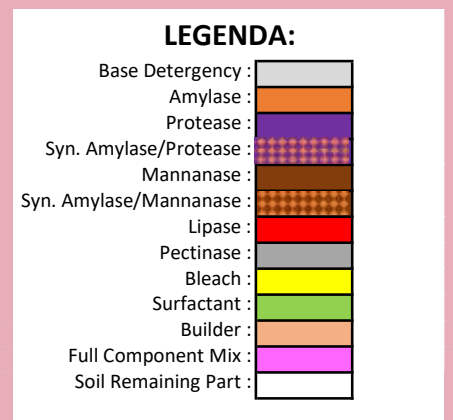 LEGENDA:
Base Detergency :
Amylase :
Protease :
Syn. Amylase/Protease :
Mannanase :
Syn. Amylase/Mannanase :
Lipase :
Pectinase :
Bleach :
Surfactant :
Builder :
Full Component Mix :
Soil Remaining Part :